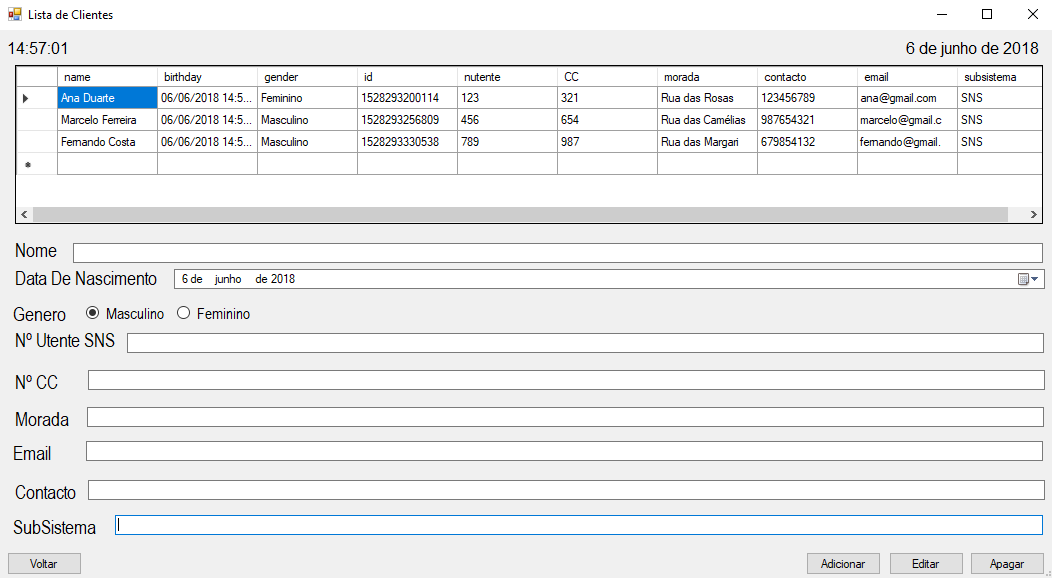 Lista de Clientes
14:57:01 6 de junho de 2018
name birthday gender id nutente CC morada contacto email subsistema
Ana Duarte 06/06/2018 14:5... Feminino 1528293200114 123 321 Rua das Rosas 123456789 ana@gmail.com SNS
Marcelo Ferreira 06/06/2018 14:5... Masculino 1528293256809 456 654 Rua das Camélias 987654321 marcelo@gmail.c SNS
Fernando Costa 06/06/2018 14:5... Masculino 1528293330538 789 987 Rua das Margari 679854132 fernando@gmail. SNS
Nome
Data De Nascimento 6 de junho de 2018
Genero Masculino Feminino
Nº Utente SNS
Nº CC
Morada
Email
Contacto
SubSistema
Voltar Adicionar Editar Apagar